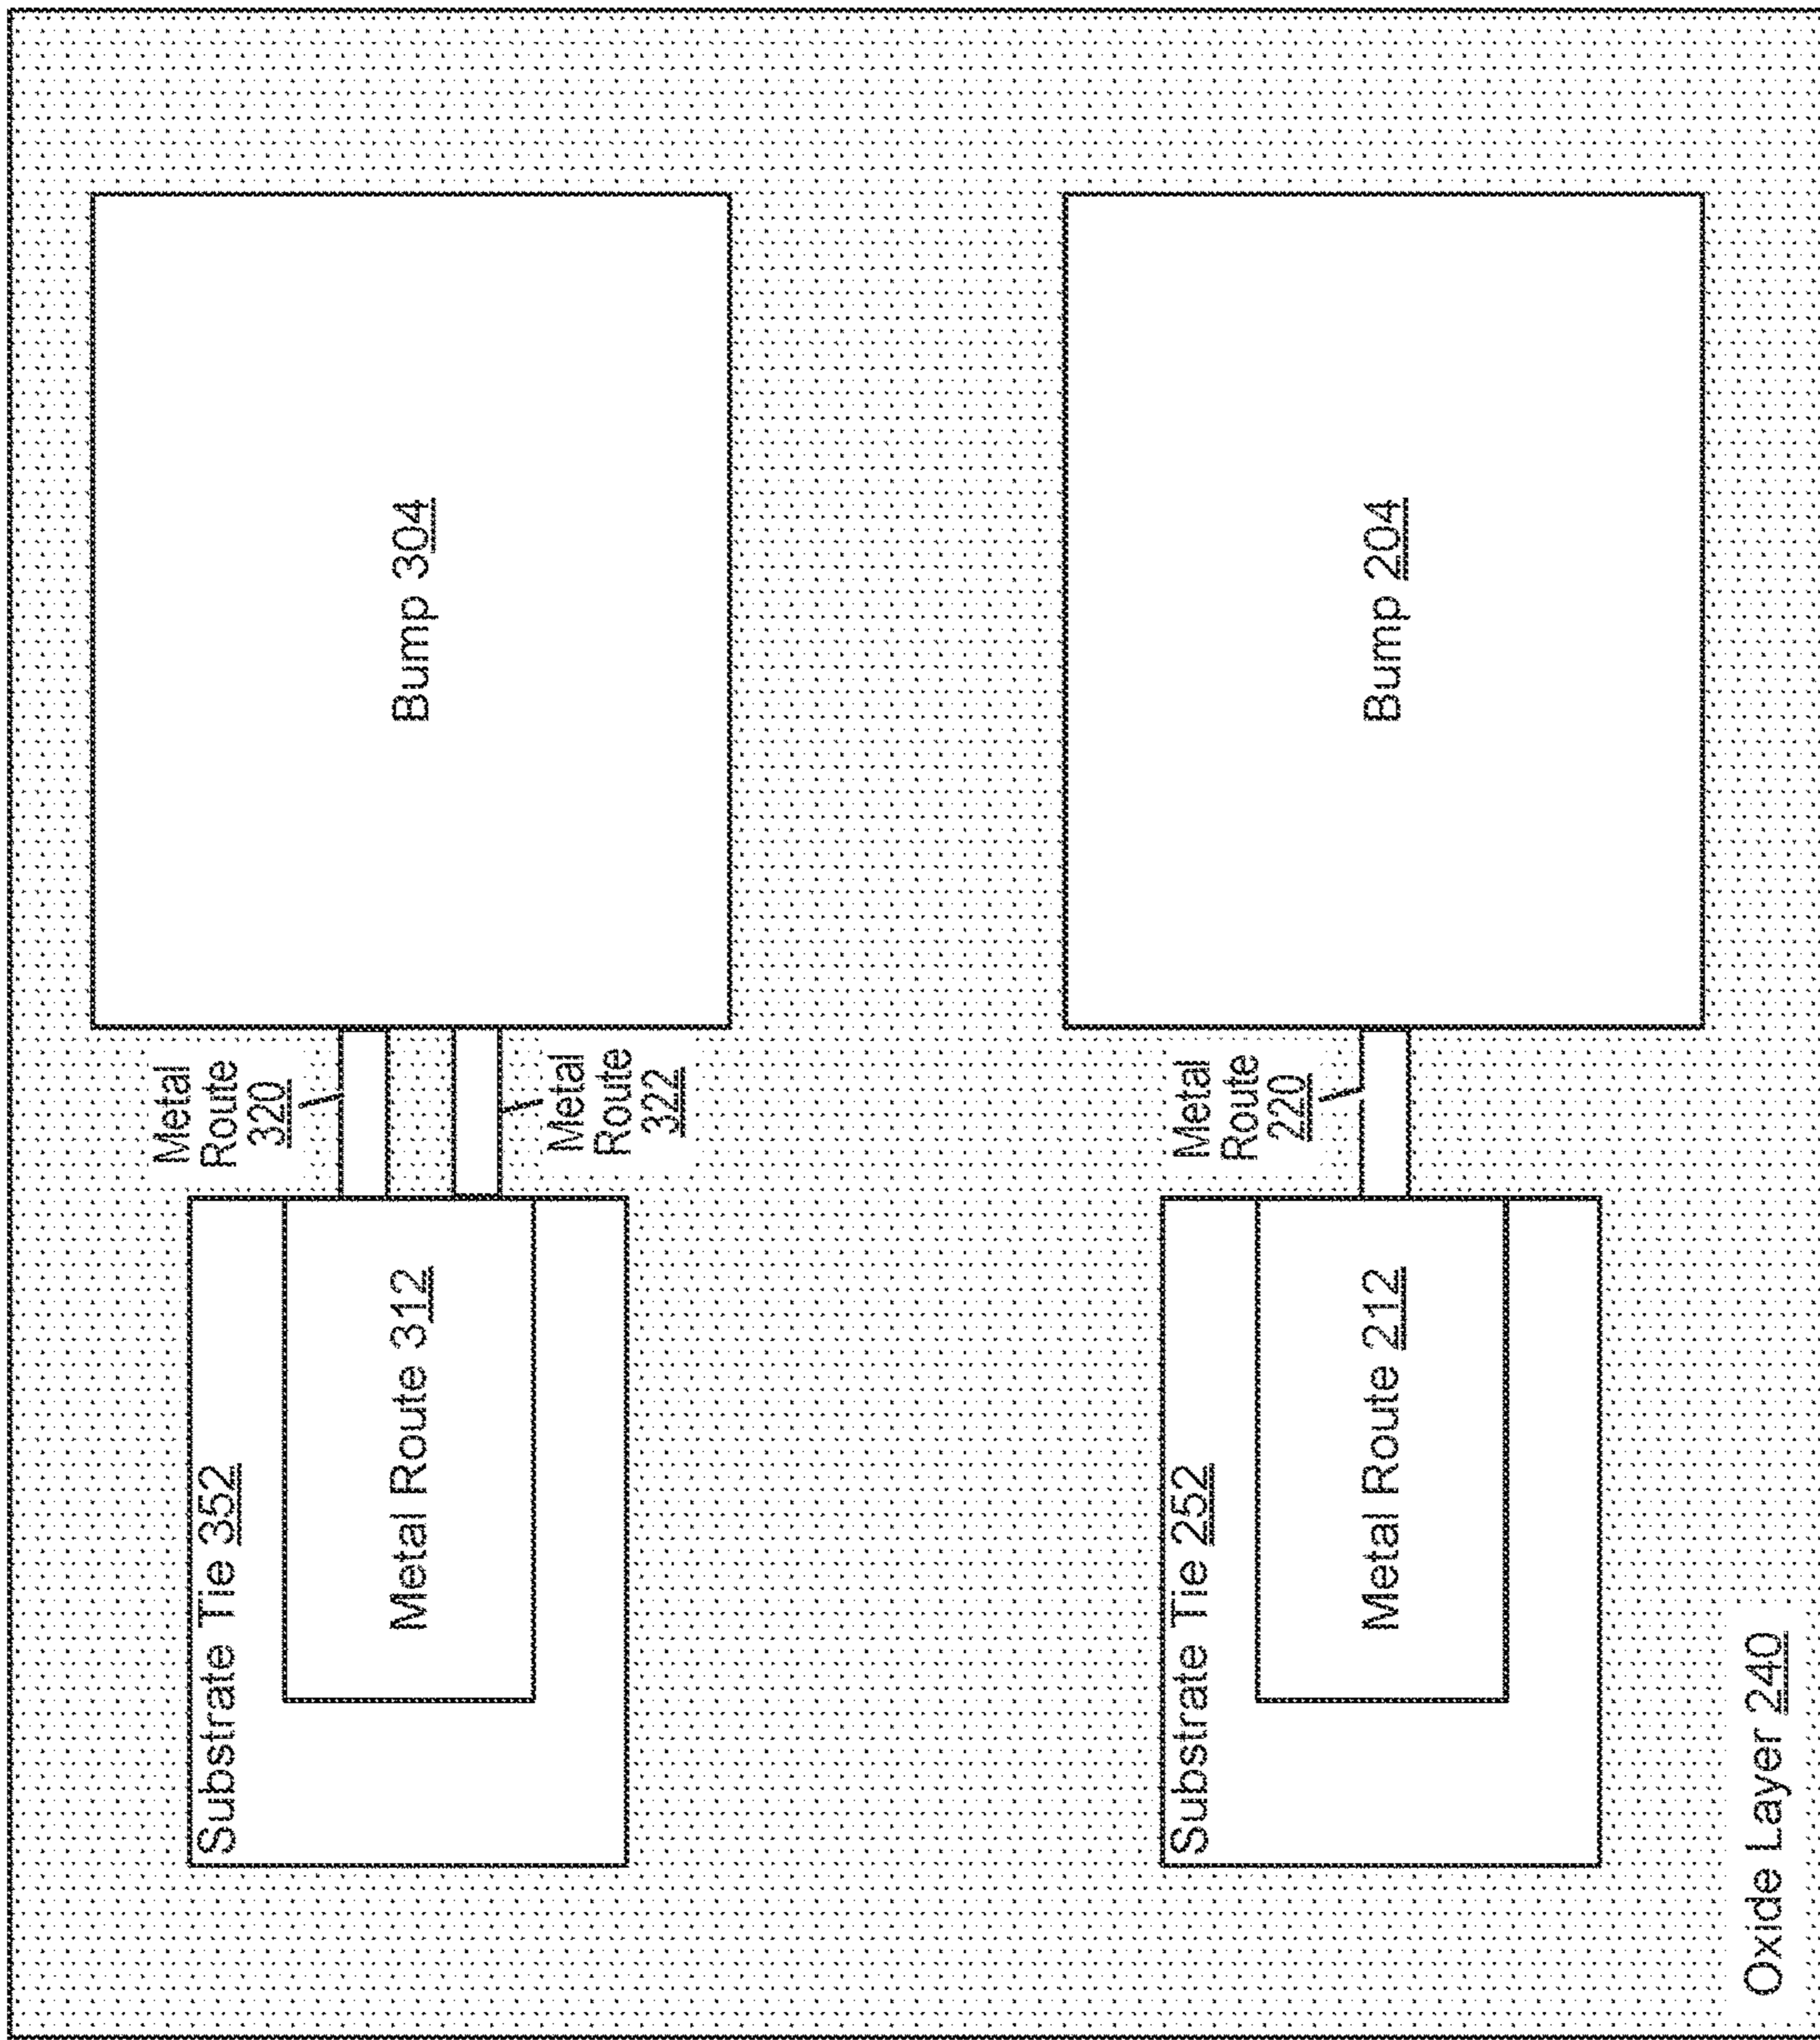 Substrate Tie 352
Metal
Route
320
Metal Route 312
Bump 304
Metal
Route
322
Substrate Tie 252
Metal
Route
220
Metal Route 212
Bump 204
Oxide Layer 240